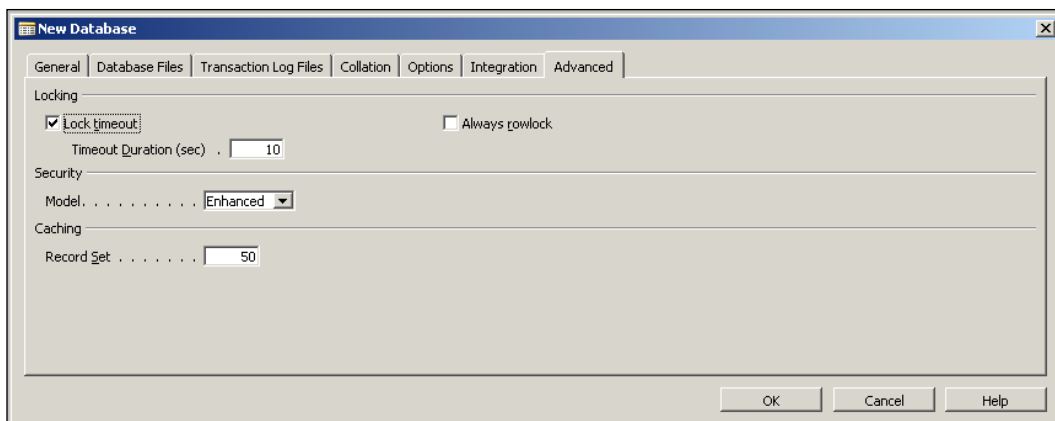 New Database
General Database Files Transaction Log Files Collation Options Integration Advanced
Locking
Lock timeout Always rowlock
Timeout Duration (sec) . 10
Security
Model. . . . . . . . . . Enhanced
Caching
Record Set . . . . . . . 50
OK Cancel Help